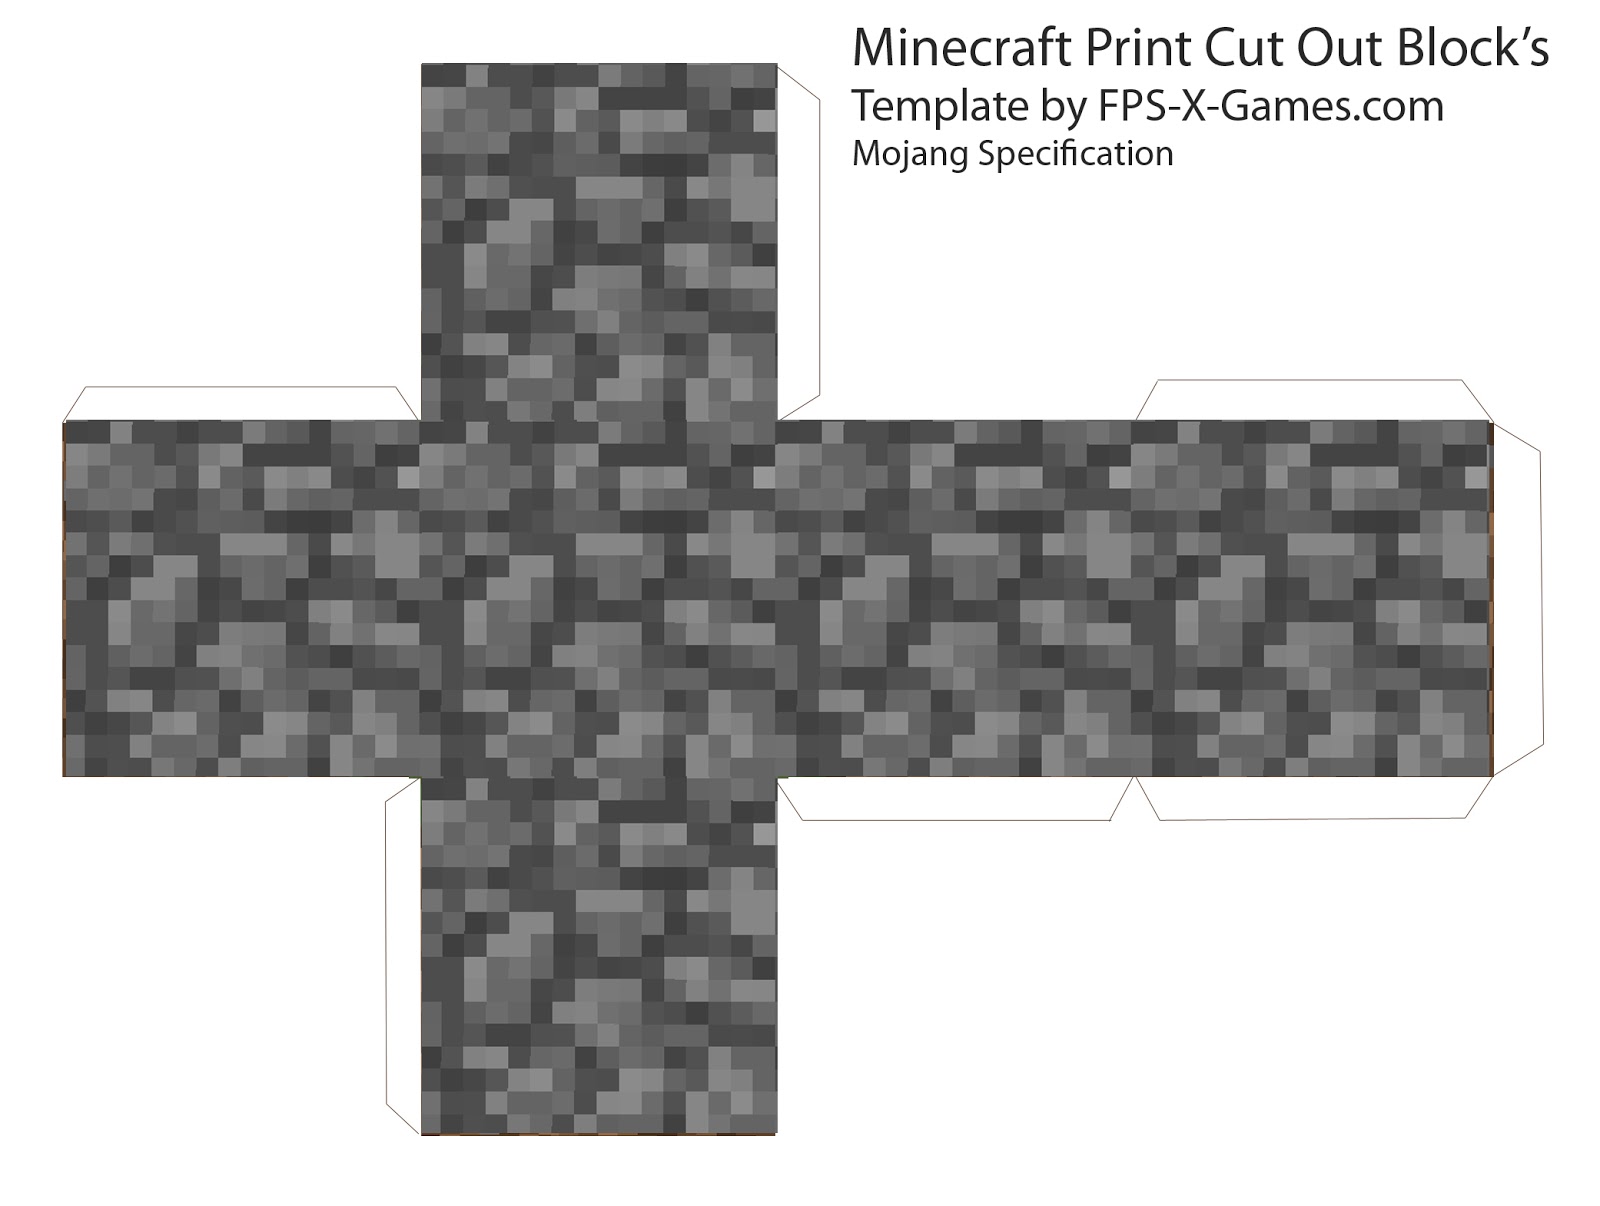 Minecraft Print Cut Out Block’s
Template by FPS-X-Games.com
Mojang Specification